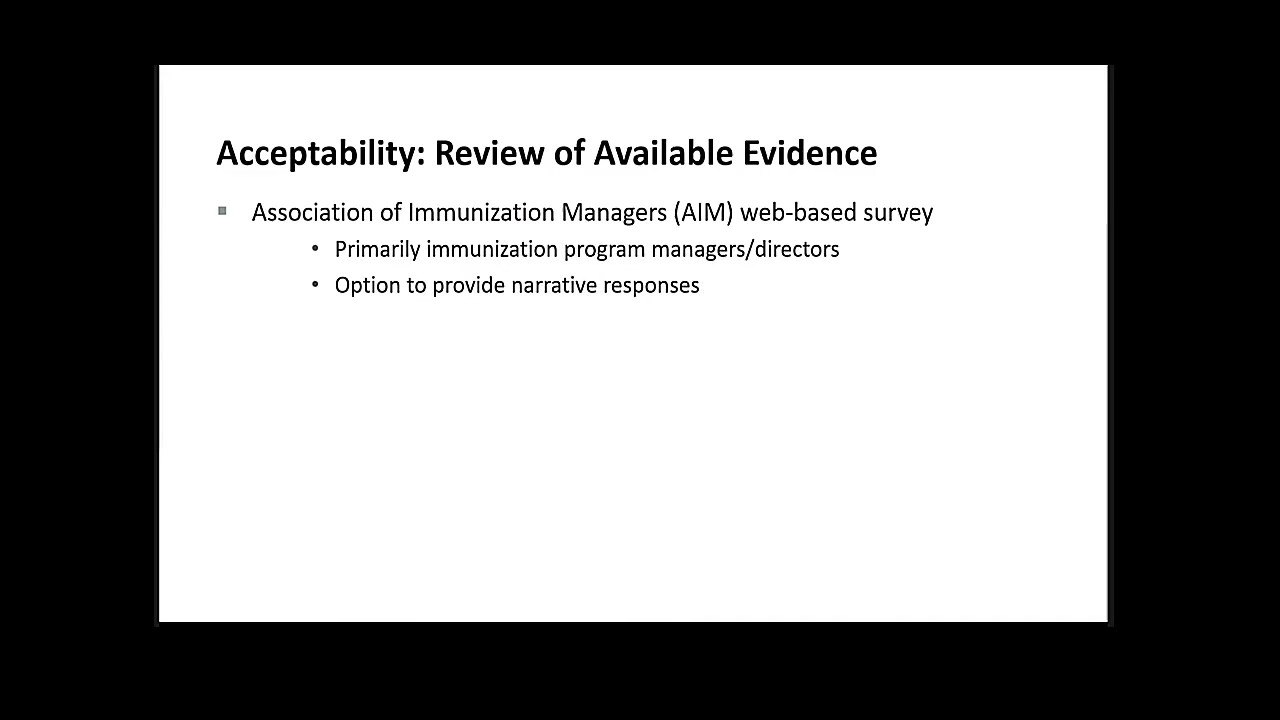 Acceptability: Review of Available Evidence
▪ Association of Immunization Managers (AIM) web-based survey
• Primarily immunization program managers/directors
• Option to provide narrative responses